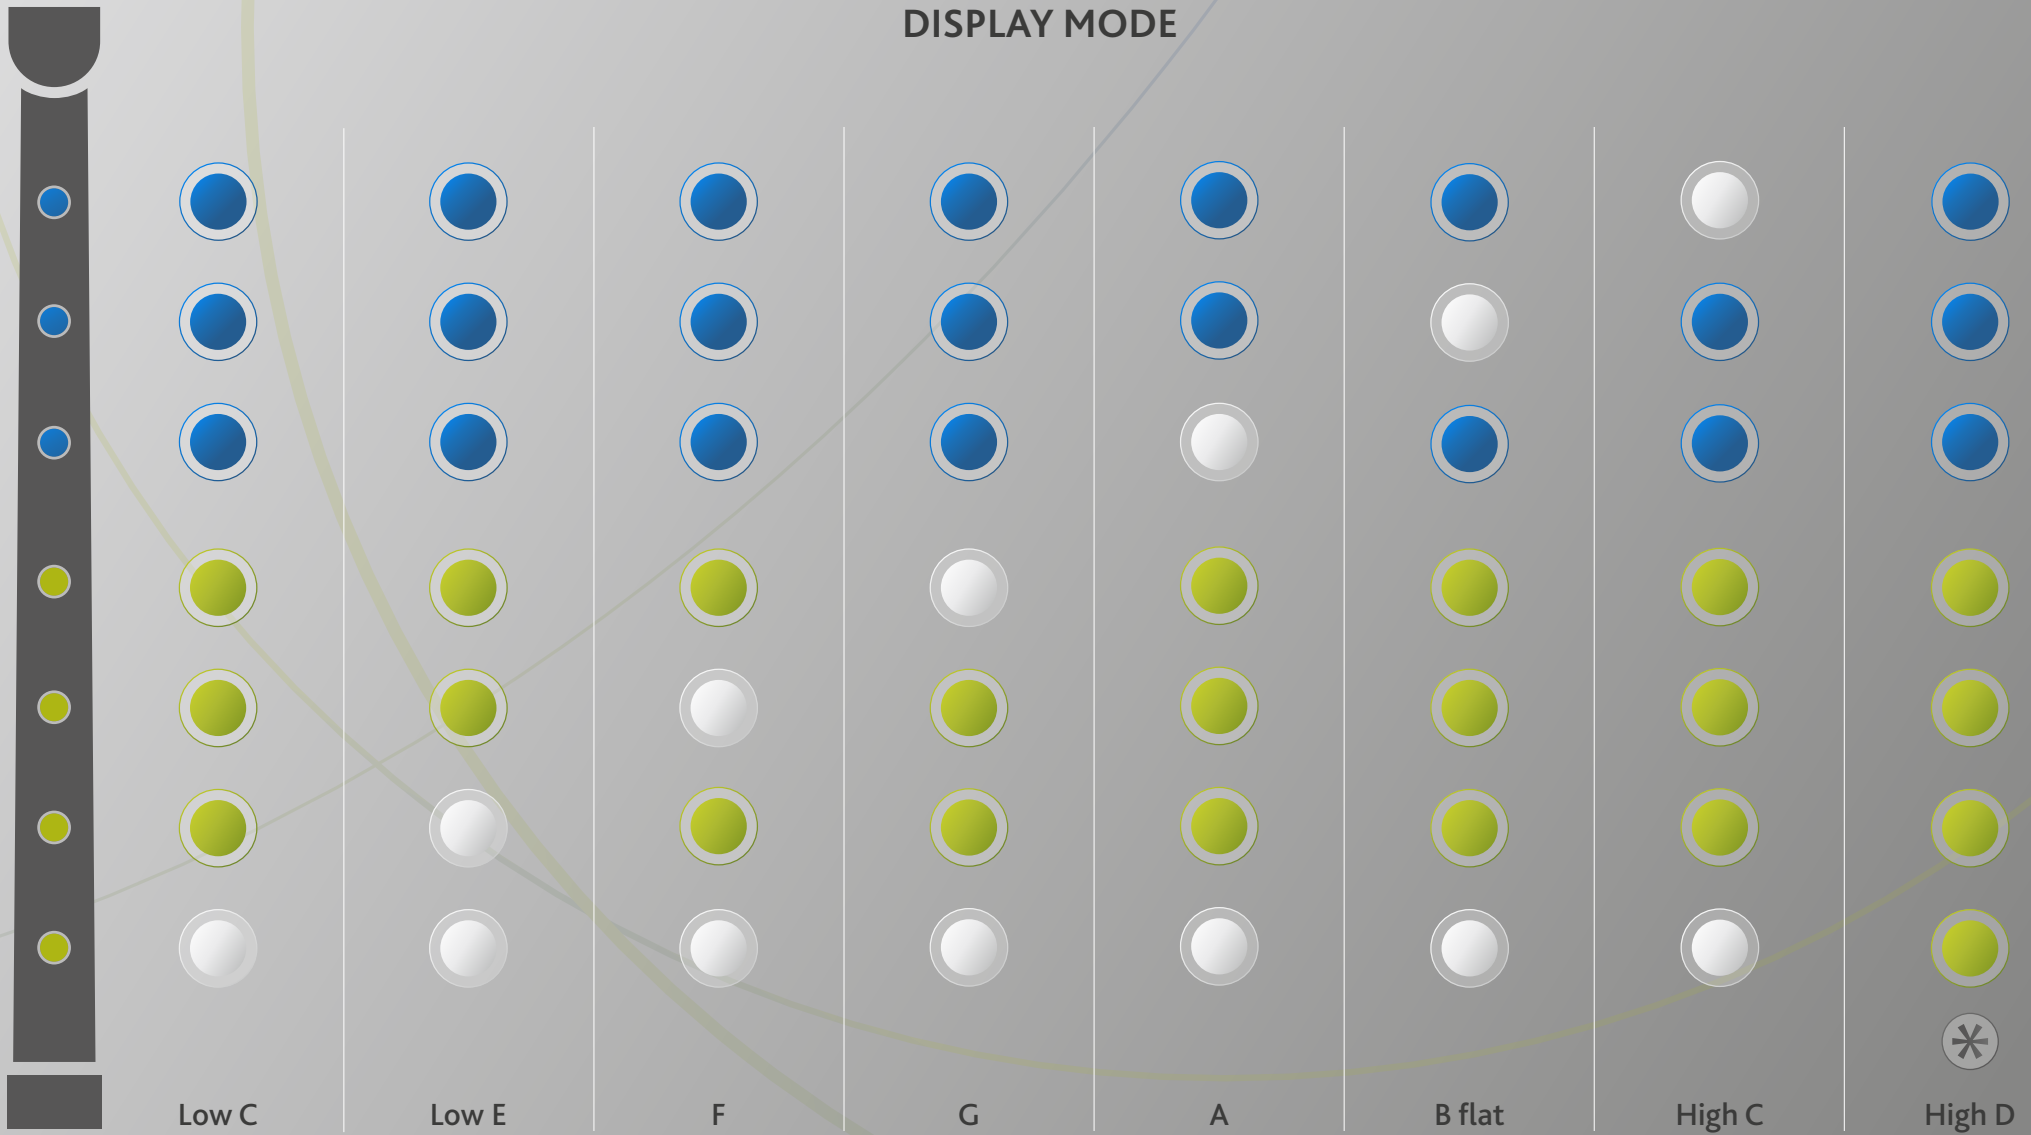 DISPLAY MODE
Low C
Low E
F
G
A
B flat
High C
High D